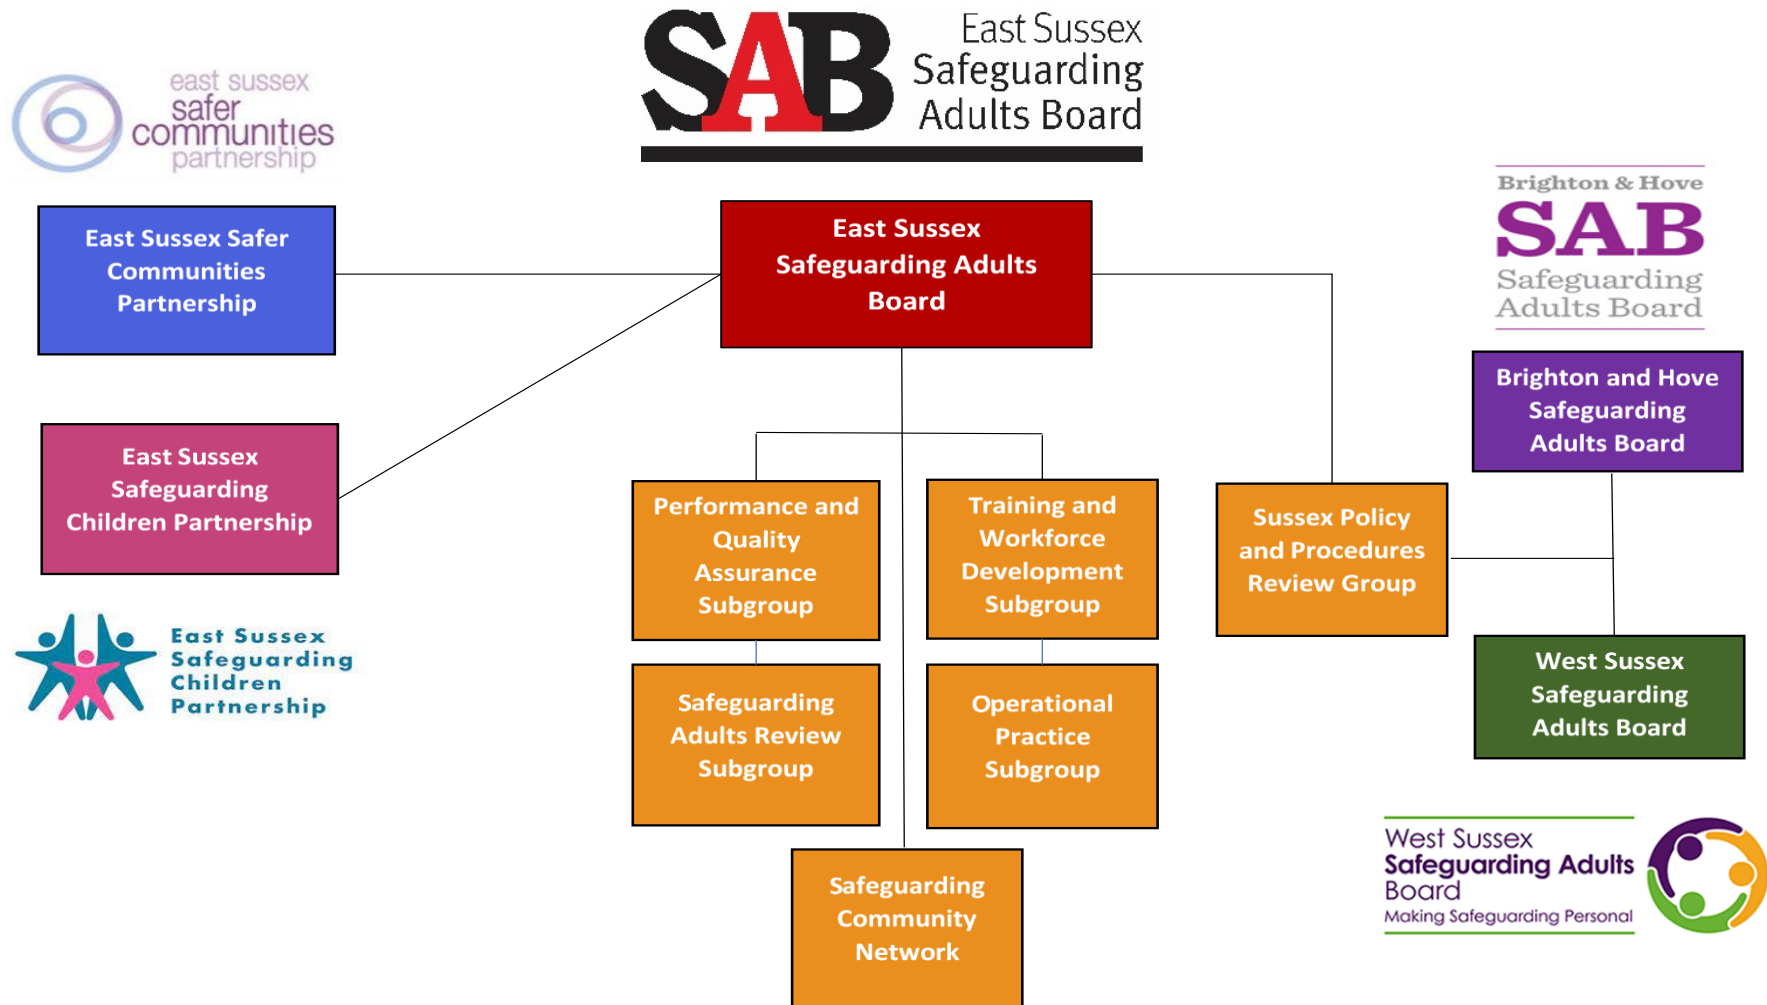 SAB
East Sussex
Safeguarding
Adults Board
east sussex
safer
communities
partnership
East Sussex Safer
Communities
Partnership
East Sussex
Safeguarding Adults
Board
Brighton & Hove
SAB
Safeguarding
Adults Board
Brighton and Hove
Safeguarding
Adults Board
East Sussex
Safeguarding
Children Partnership
Performance and
Quality
Assurance
Subgroup
Training and
Workforce
Development
Subgroup
Sussex Policy
and Procedures
Review Group
East Sussex
Safeguarding
Children
Partnership
Safeguarding
Adults Review
Subgroup
Operational
Practice
Subgroup
West Sussex
Safeguarding
Adults Board
Safeguarding
Community
Network
West Sussex
Safeguarding Adults
Board
Making Safeguarding Personal